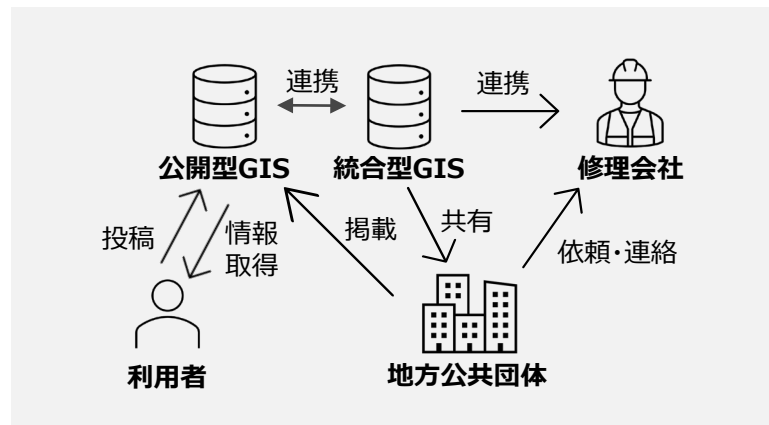 連携
連携
公開型GIS
統合型GIS
修理会社
投稿
情報
取得
掲載
共有
依頼・連絡
利用者
地方公共団体